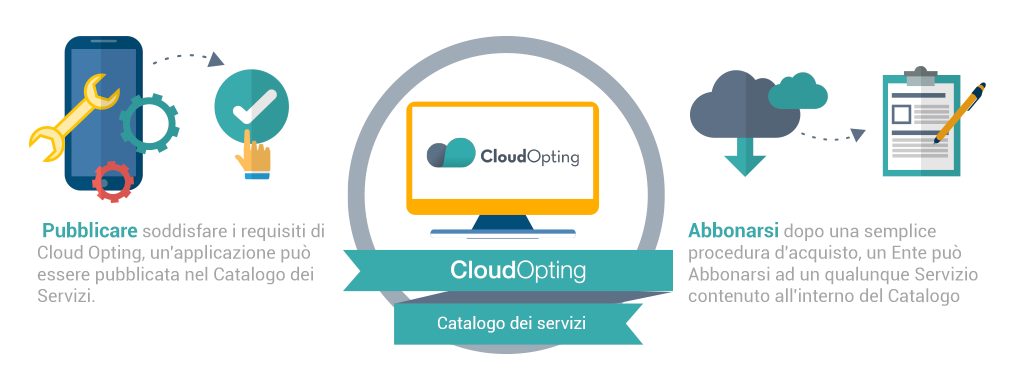 Pubblicare soddisfare i requisiti di
Cloud Opting, un'applicazione può
essere pubblicata nel Catalogo dei
Servizi.
CloudOpting
CloudOpting
Catalogo dei servizi
Abbonarsi dopo una semplice
procedura d'acquisto, un Ente può
Abbonarsi ad un qualunque Servizio
contenuto all'interno del Catalogo